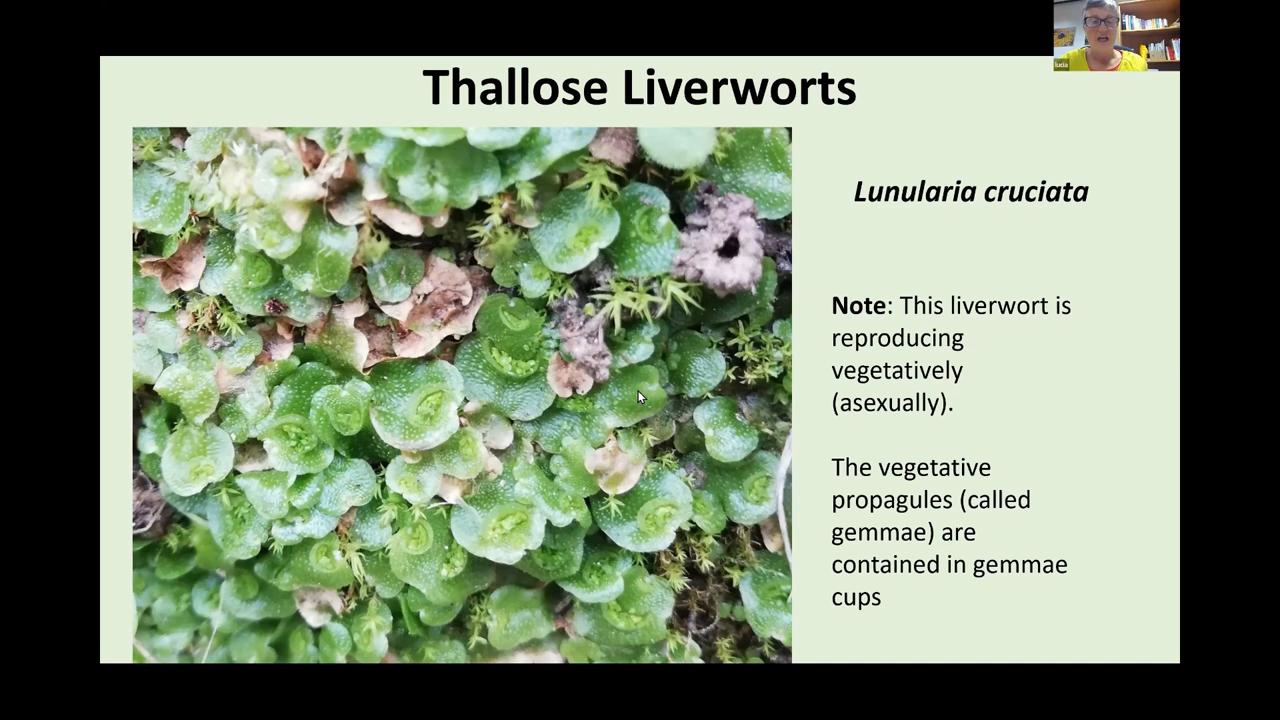 lucia
Thallose Liverworts
Lunularia cruciata
Note: This liverwort is
reproducing
vegetatively
(asexually).
The vegetative
propagules (called
gemmae) are
contained in gemmae
cups